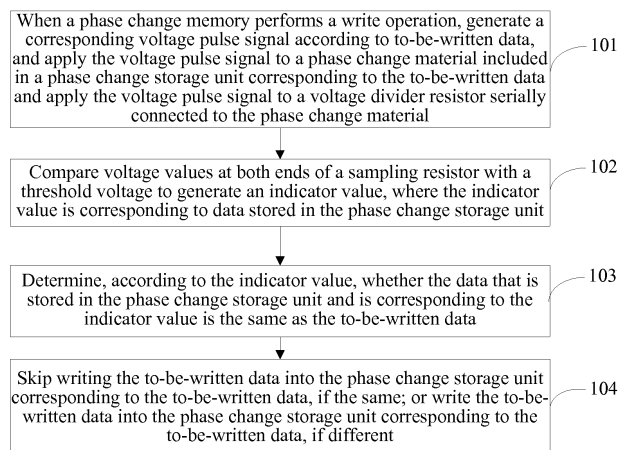 When a phase change memory performs a write operation, generate a
corresponding voltage pulse signal according to to-be-written data,
and apply the voltage pulse signal to a phase change material included
in a phase change storage unit corresponding to the to-be-written data
and apply the voltage pulse signal to a voltage divider resistor serially
connected to the phase change material
101
Compare voltage values at both ends of a sampling resistor with a
threshold voltage to generate an indicator value, where the indicator
value is corresponding to data stored in the phase change storage unit
102
Determine, according to the indicator value, whether the data that is
stored in the phase change storage unit and is corresponding to the
indicator value is the same as the to-be-written data
103
Skip writing the to-be-written data into the phase change storage unit
corresponding to the to-be-written data, if the same; or write the to-be-
written data into the phase change storage unit corresponding to the
to-be-written data, if different
104